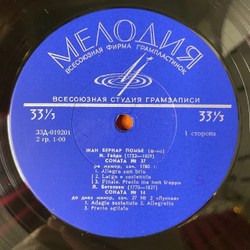 МЕЛОДИЯ
ВСЕСОЮЗНАЯ ФИРМА ГРАМПЛАСТИНОК
ВСЕСОЮЗНАЯ СТУДИЯ ГРАМЗАПИСИ
33⅓ 33⅓
33Д-019201
2 гр. 1-00
1 сторона
ЖАН БЕРНАР ПОММЬЕ (ф-но)
И. Гайдн (1732—1809)
СОНАТА № 37
ре мажор, соч. 1780 г.
1. Allegro con brio
2. Largo e sostenuto
3. Finale. Presto ma non troppo
Л. Бетховен (1770—1827)
СОНАТА № 14
до диез минор, соч. 27 № 2 «Лунная»
1. Adagio sostenuto 2. Allegretto
3. Presto agitato